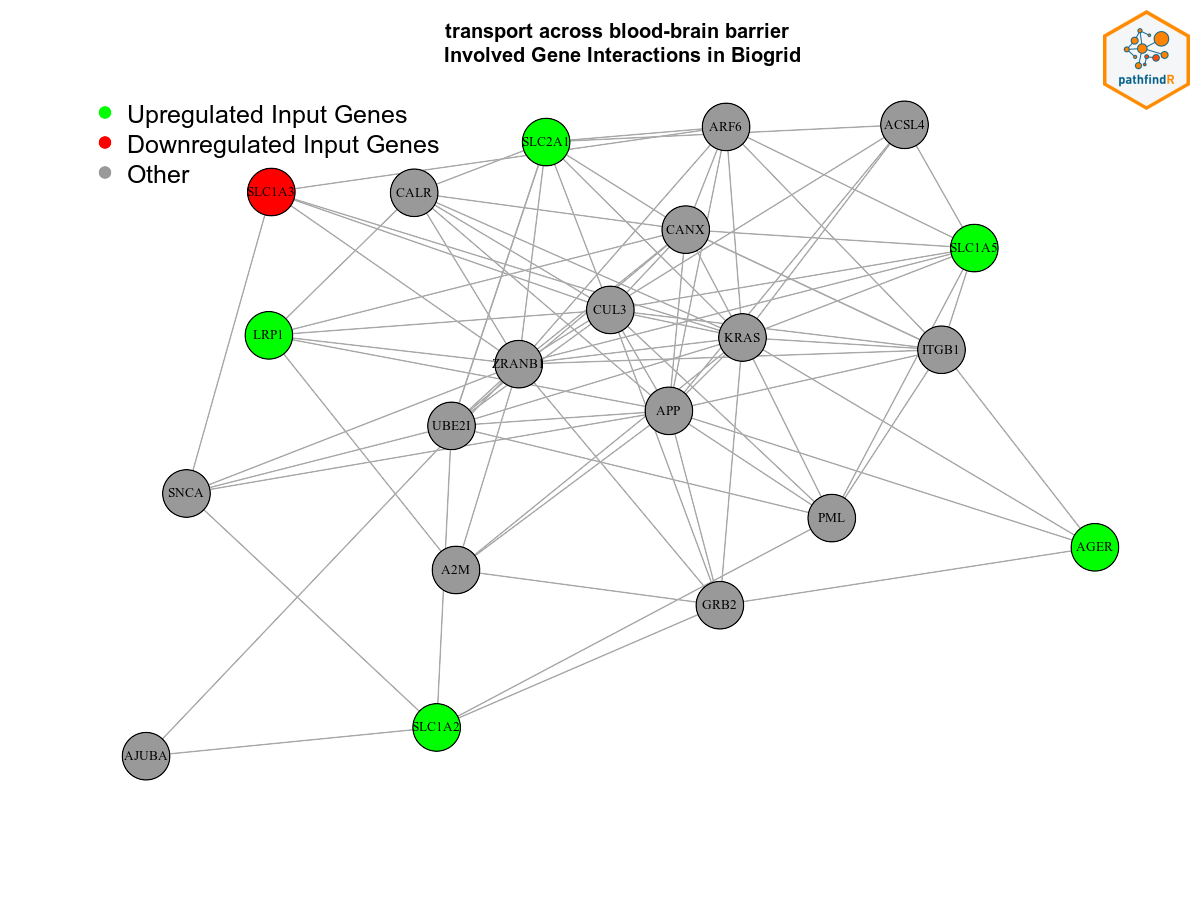 transport across blood-brain barrier
Involved Gene Interactions in Biogrid
pathfindR
Upregulated Input Genes
Downregulated Input Genes
Other
SLC2A1
ARF6
ACSL4
SLC1A3
CALR
CANX
SLC1A5
CUL3
LRP1
KRAS
ITGB1
ZRANB1
APP
UBE2I
SNCA
PML
AGER
A2M
GRB2
SLC1A2
AJUBA